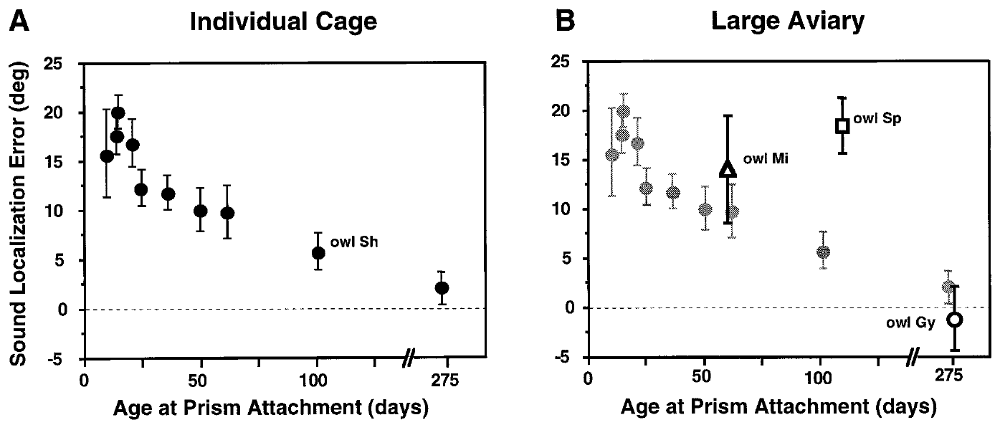 A
Individual Cage
Sound Localization Error (deg)
25
20
15
10
5
0
-5
owl Sh
0
50
100
275
Age at Prism Attachment (days)
B
Large Aviary
25
20
15
10
5
0
-5
owl Sp
owl Mi
owl Gy
0
50
100
275
Age at Prism Attachment (days)